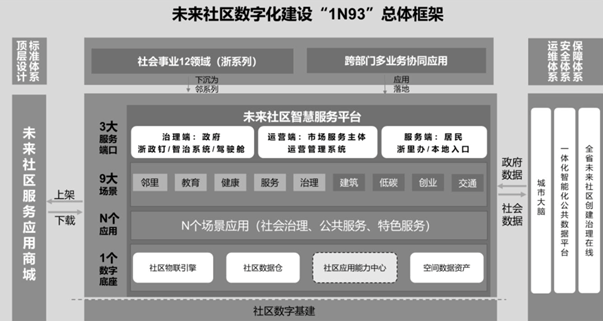 未来社区数字化建设“1N93”总体框架
标准体系
顶层设计
社会事业12领域（浙系列）
跨部门多业务协同应用
保障体系
安全体系
运维体系
下沉为
邻系列
应用
落地
未来社区服务应用商城
上架
下载
未来社区智慧服务平台
3大
服务
端口
治理端：政府
浙政钉/智治系统/驾驶舱
运营端：市场服务主体
运营管理系统
服务端：居民
浙里办/本地入口
9大
场景
邻里
教育
健康
服务
治理
建筑
低碳
创业
交通
N个
应用
N个场景应用（社会治理、公共服务、特色服务）
1个
数字
底座
社区物联引擎
社区数据仓
社区应用能力中心
空间数据资产
社区数字基建
政府
数据
社会
数据
城市大脑
一体化智能化公共数据平台
全省未来社区创建治理在线